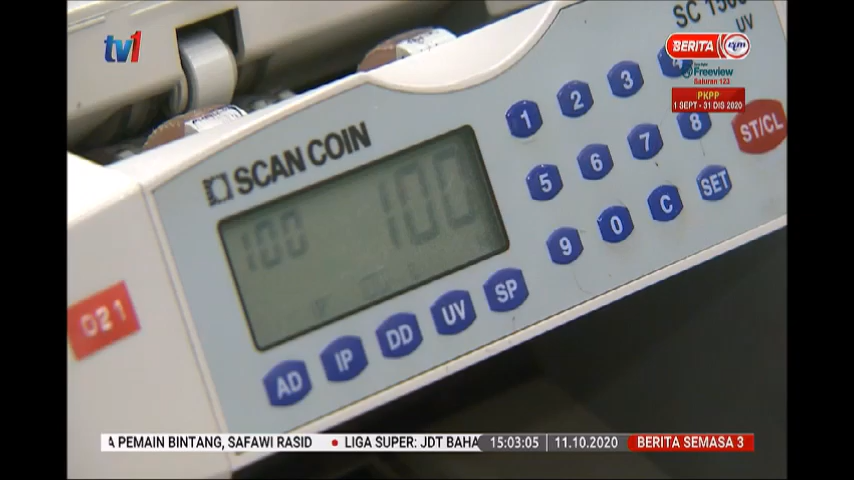 tv1
SC 1500
UV
BERITA rtm
Freeview
Saluran 123
PKPP
1 SEPT - 31 DIS 2020
SCAN COIN
100 100
1 2 3 4
5 6 7 8 ST/CL
9 0 C SET
AD IP DD UV SP
021
A PEMAIN BINTANG, SAFAWI RASID • LIGA SUPER: JDT BAHA 15:03:05 11.10.2020 BERITA SEMASA 3